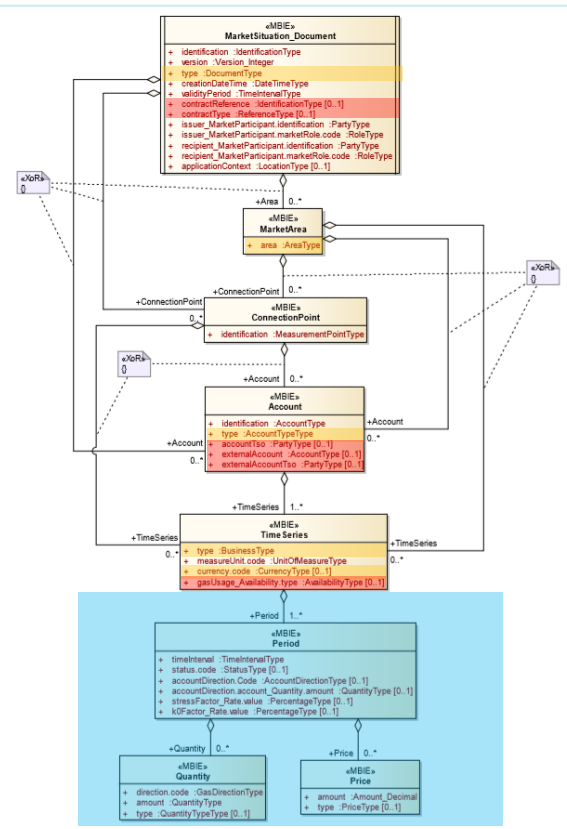 «MBIE»
MarketSituation_Document
+ identification :IdentificationType
+ version :Version_Integer
+ type :DocumentType
+ creationDateTime :DateTimeType
+ validityPeriod :TimeIntervalType
+ contractReference :IdentificationType [0..1]
+ contractType :ReferenceType [0..1]
+ issuer_MarketParticipant.identification :PartyType
+ issuer_MarketParticipant.marketRole.code :RoleType
+ recipient_MarketParticipant.identification :PartyType
+ recipient_MarketParticipant.marketRole.code :RoleType
+ applicationContext :LocationType [0..1]
«XoR»
{}
+Area 0..*
«MBIE»
MarketArea
+ area :AreaType
«XoR»
{}
+ConnectionPoint 0..*
+ConnectionPoint
0..*
«MBIE»
ConnectionPoint
+ identification :MeasurementPointType
«XoR»
{}
+Account 0..*
«MBIE»
Account
+ identification :AccountType
+ type :AccountTypeType
+ accountTso :PartyType [0..1]
+ externalAccount :AccountType [0..1]
+ externalAccountTso :PartyType [0..1]
+Account
0..*
+Account
0..*
+TimeSeries 1..*
«MBIE»
TimeSeries
+ type :BusinessType
+ measureUnit.code :UnitOfMeasureType
+ currency.code :CurrencyType [0..1]
+ gasUsage_Availability.type :AvailabilityType [0..1]
+TimeSeries
0..*
+TimeSeries
0..*
+Period 1..*
«MBIE»
Period
+ timeInterval :TimeIntervalType
+ status.code :StatusType [0..1]
+ accountDirection.Code :AccountDirectionType [0..1]
+ accountDirection.account_Quantity.amount :QuantityType [0..1]
+ stressFactor_Rate.value :PercentageType [0..1]
+ k0Factor_Rate.value :PercentageType [0..1]
+Quantity 0..*
«MBIE»
Quantity
+ direction.code :GasDirectionType
+ amount :QuantityType
+ type :QuantityTypeType [0..1]
+Price 0..*
«MBIE»
Price
+ amount :Amount_Decimal
+ type :PriceType [0..1]